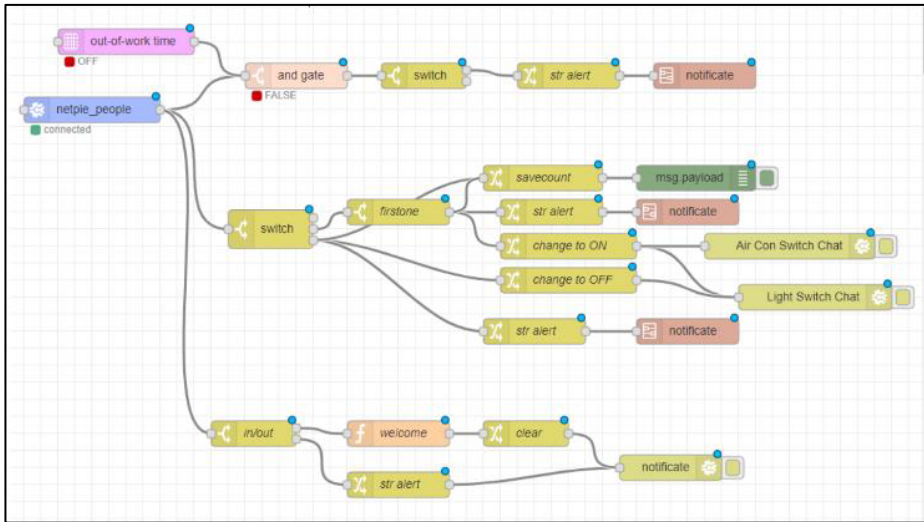 out-of-work time
OFF
and gate
FALSE
switch
str alert
notificate
netpie_people
connected
savecount
msg.payload
switch
firstone
str alert
notificate
change to ON
Air Con Switch Chat
change to OFF
Light Switch Chat
str alert
notificate
in/out
welcome
clear
notificate
str alert